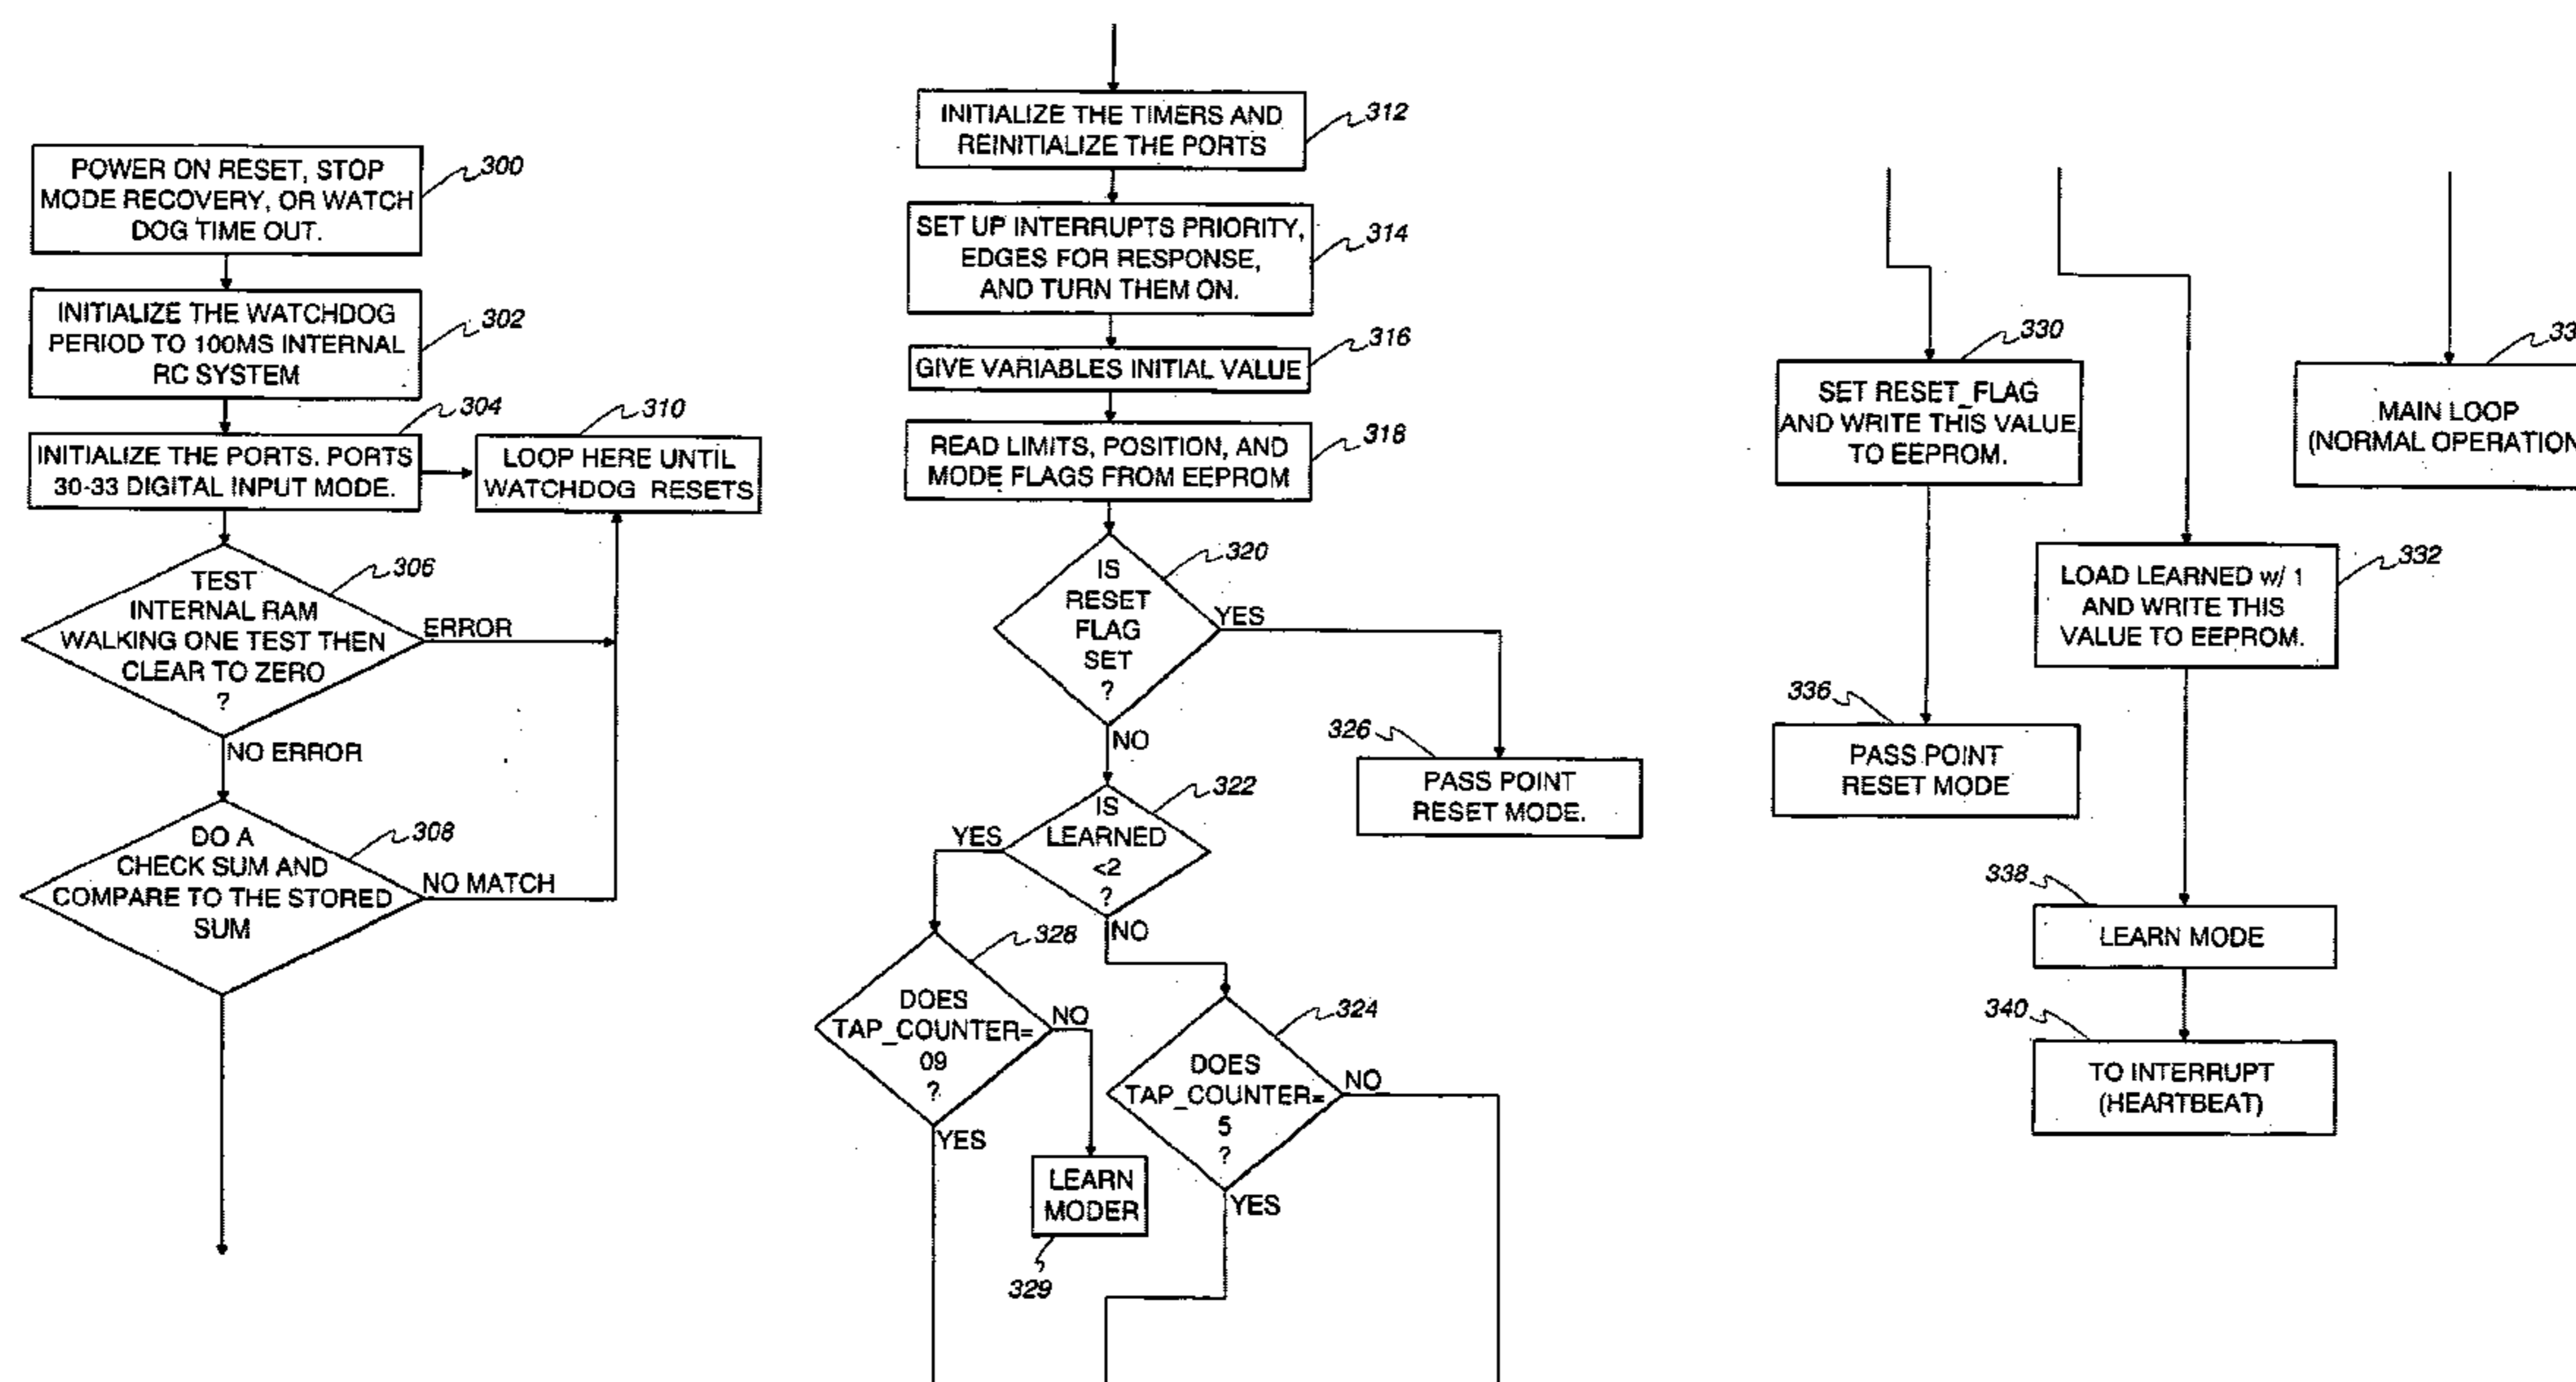 POWER ON RESET, STOP
MODE RECOVERY, OR WATCH
DOG TIME OUT.
300
INITIALIZE THE WATCHDOG
PERIOD TO 100MS INTERNAL
RC SYSTEM
302
304
INITIALIZE THE PORTS. PORTS
30-33 DIGITAL INPUT MODE.
310
LOOP HERE UNTIL
WATCHDOG RESETS
306
TEST
INTERNAL RAM
WALKING ONE TEST THEN
CLEAR TO ZERO
?
ERROR
NO ERROR
308
DO A
CHECK SUM AND
COMPARE TO THE STORED
SUM
NO MATCH
312
INITIALIZE THE TIMERS AND
REINITIALIZE THE PORTS
314
SET UP INTERRUPTS PRIORITY,
EDGES FOR RESPONSE,
AND TURN THEM ON.
316
GIVE VARIABLES INITIAL VALUE
318
READ LIMITS, POSITION, AND
MODE FLAGS FROM EEPROM
320
IS
RESET
FLAG
SET
?
YES
NO
326
PASS POINT
RESET MODE.
322
IS
LEARNED
<2
?
YES
NO
328
DOES
TAP_COUNTER=
09
?
NO
YES
LEARN
MODER
329
324
DOES
TAP_COUNTER=
5
?
NO
YES
330
SET RESET_FLAG
AND WRITE THIS VALUE
TO EEPROM.
336
PASS POINT
RESET MODE
332
LOAD LEARNED w/ 1
AND WRITE THIS
VALUE TO EEPROM.
338
LEARN MODE
340
TO INTERRUPT
(HEARTBEAT)
MAIN LOOP
(NORMAL OPERATION